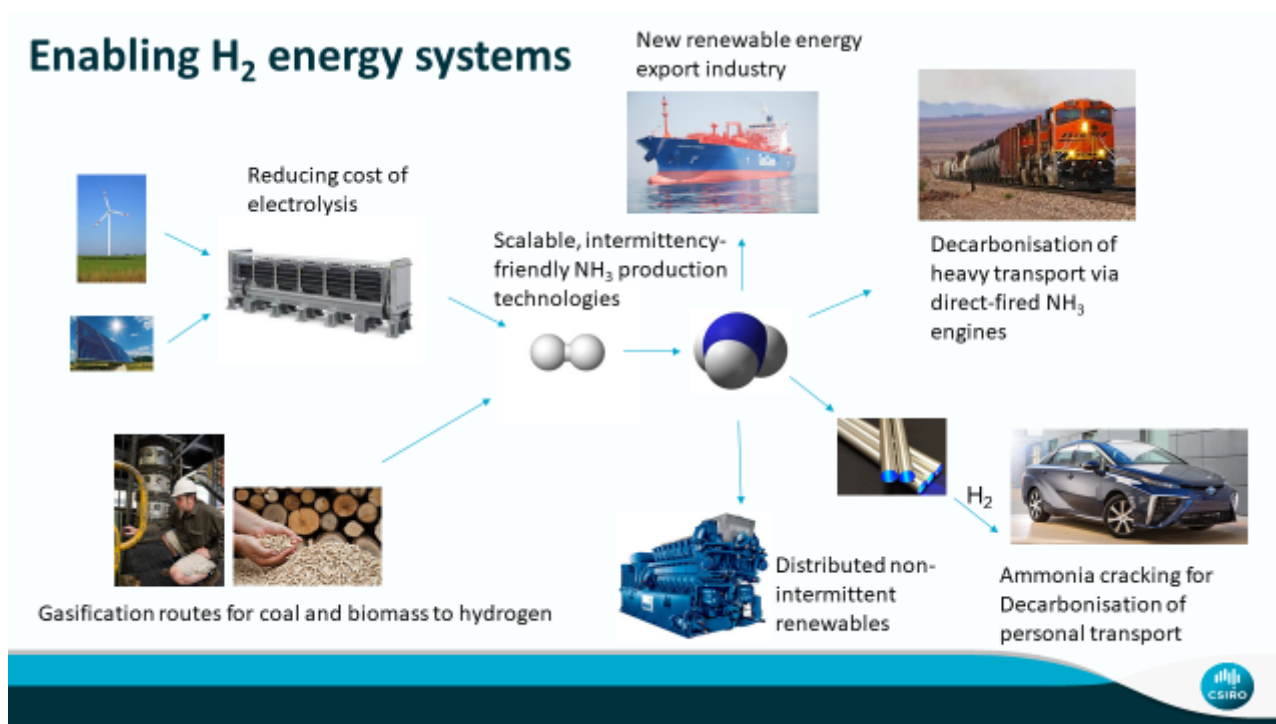 Enabling H₂ energy systems
New renewable energy
export industry
Reducing cost of
electrolysis
Scalable, intermittency-
friendly NH₃ production
technologies
Decarbonisation of
heavy transport via
direct-fired NH₃
engines
H₂
Gasification routes for coal and biomass to hydrogen
Distributed non-
intermittent
renewables
Ammonia cracking for
Decarbonisation of
personal transport
CSIRO